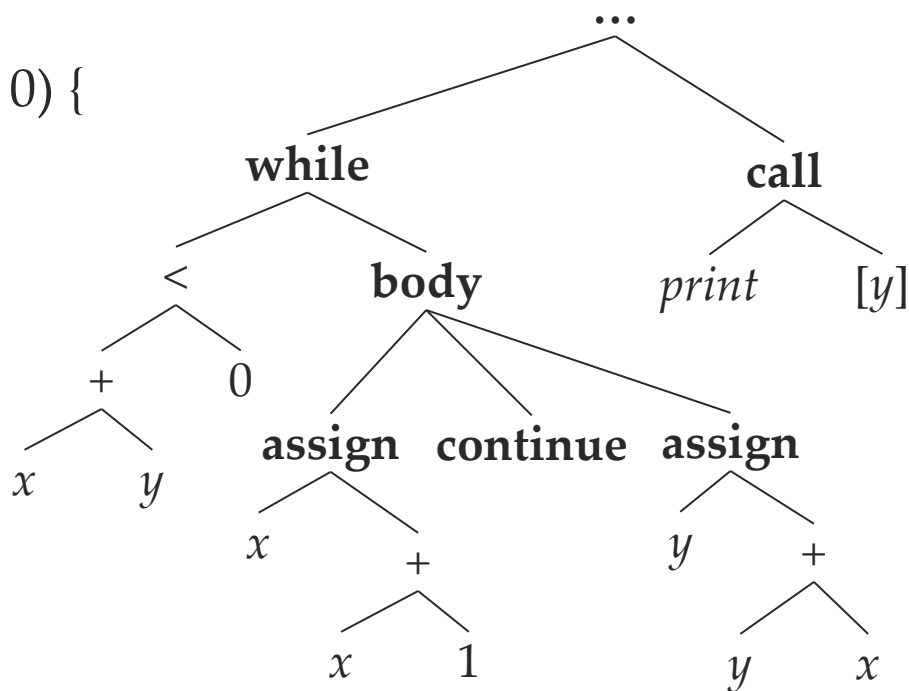 ...
0) {
while call
< body print [y]
+ 0
assign continue assign
x y
x y
+ +
x 1 y x